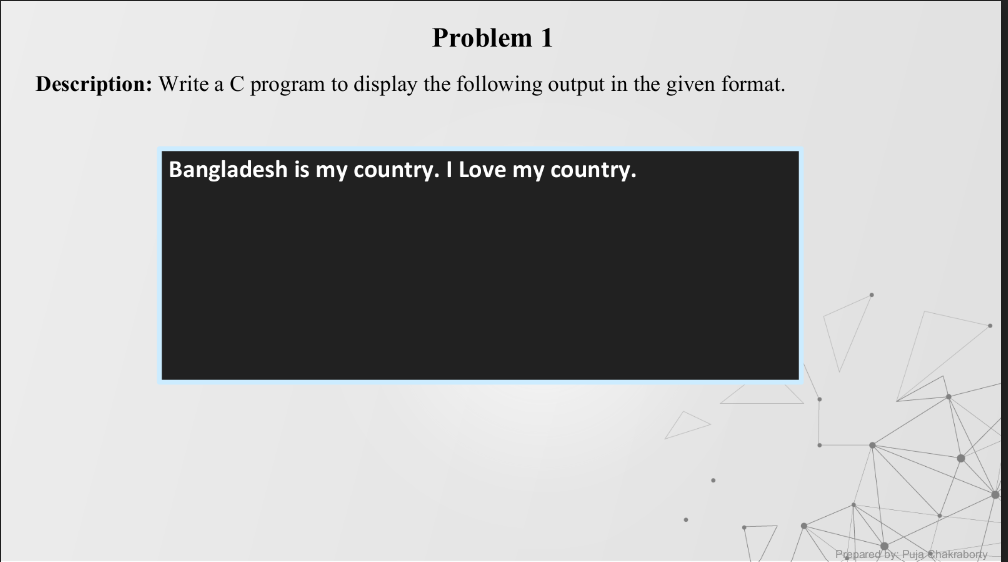 Problem 1
Description: Write a C program to display the following output in the given format.
Bangladesh is my country. I Love my country.
Prepared by: Puja Chakraborty